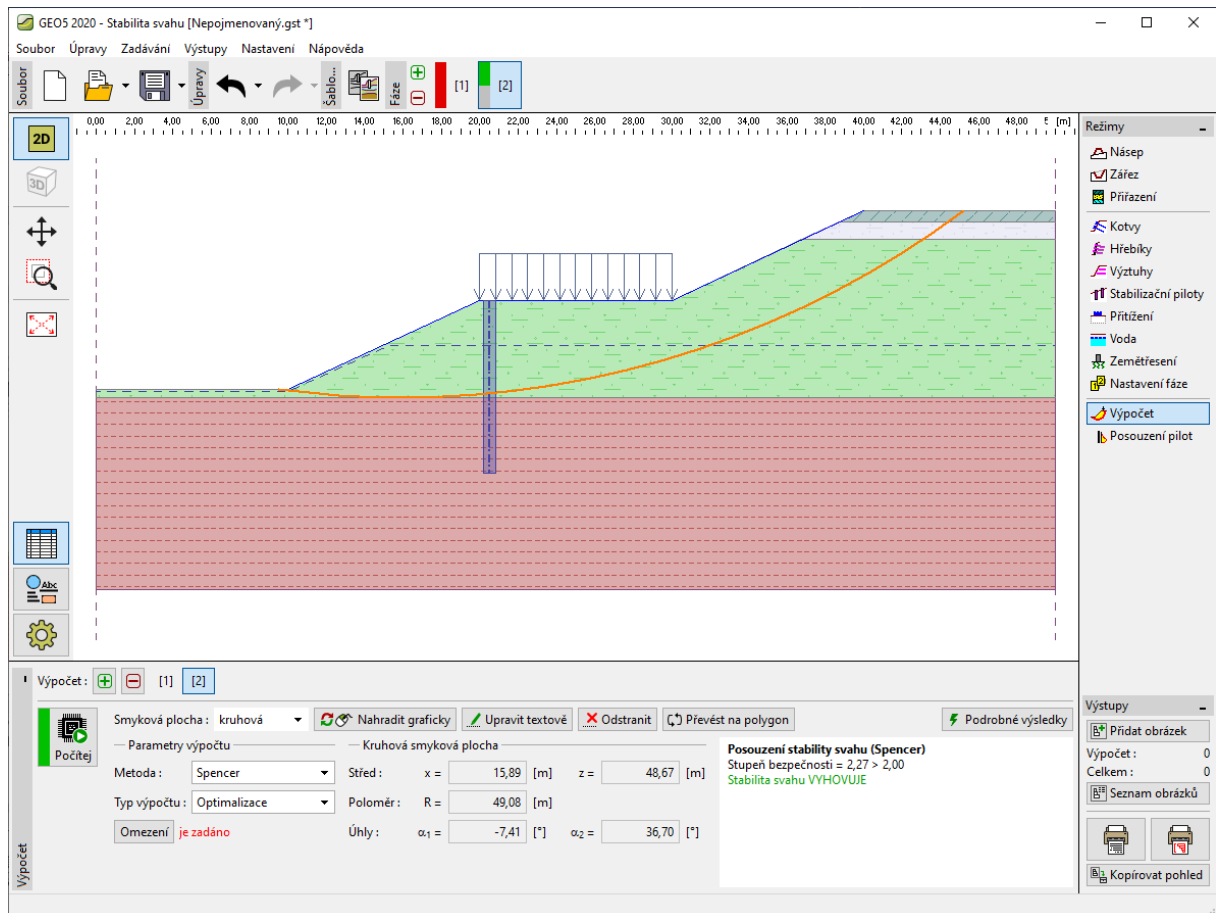 GEO5 2020 - Stabilita svahu [Nepojmenovaný.gst *]
Soubor Úpravy Zadávání Výstupy Nastavení Nápověda
Soubor
Úpravy
Šablo...
Fáze
[1] [2]
2D
3D
0,00 2,00 4,00 6,00 8,00 10,00 12,00 14,00 16,00 18,00 20,00 22,00 24,00 26,00 28,00 30,00 32,00 34,00 36,00 38,00 40,00 42,00 44,00 46,00 48,00 [m]
Režimy
Násep
Zářez
Přiřazení
Kotvy
Hřebíky
Výztuhy
Stabilizační piloty
Přitížení
Voda
Zemětřesení
Nastavení fáze
Výpočet
Posouzení pilot
Abc
Výpočet : [1] [2]
Počítej
Smyková plocha : kruhová Nahradit graficky Upravit textově Odstranit Převést na polygon Podrobné výsledky
Parametry výpočtu
Metoda : Spencer
Typ výpočtu : Optimalizace
Omezení je zadáno
Kruhová smyková plocha
Střed : x = 15,89 [m] z = 48,67 [m]
Poloměr : R = 49,08 [m]
Úhly : α1 = -7,41 [°] α2 = 36,70 [°]
Posouzení stability svahu (Spencer)
Stupeň bezpečnosti = 2,27 > 2,00
Stabilita svahu VYHOVUJE
Výpočet
Výstupy
Přidat obrázek
Výpočet : 0
Celkem : 0
Seznam obrázků
Kopírovat pohled